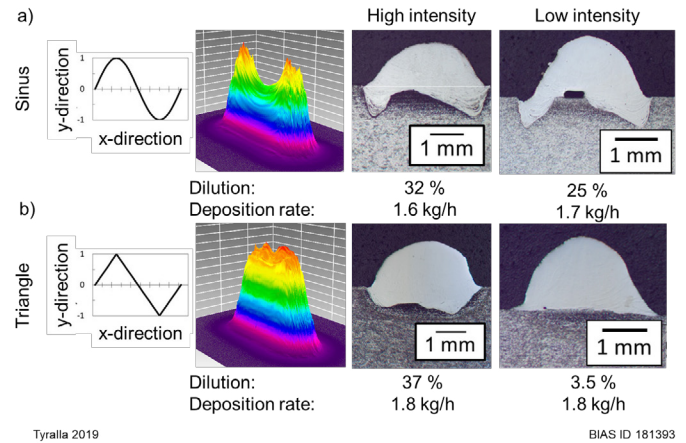 High intensity
Low intensity
a)
Sinus
y-direction
1
0
-1
x-direction
1 mm
1 mm
Dilution: 32 % 25 %
Deposition rate: 1.6 kg/h 1.7 kg/h
b)
Triangle
y-direction
1
0
-1
x-direction
1 mm
1 mm
Dilution: 37 % 3.5 %
Deposition rate: 1.8 kg/h 1.8 kg/h
Tyralla 2019
BIAS ID 181393